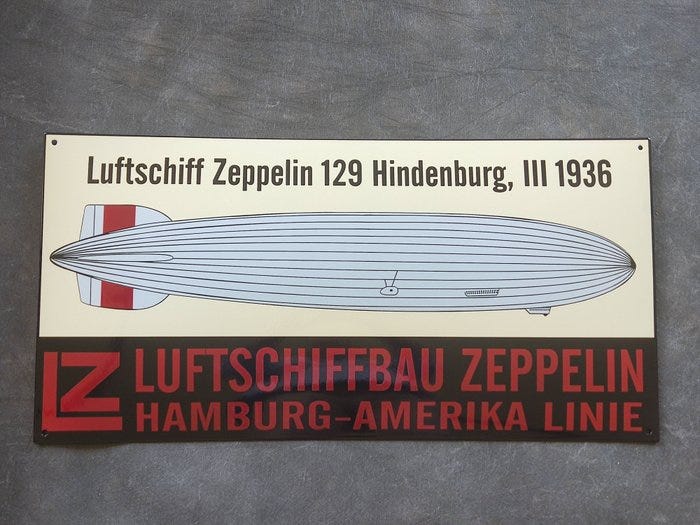 Luftschiff Zeppelin 129 Hindenburg, III 1936
LZ
LUFTSCHIFFBAU ZEPPELIN
HAMBURG-AMERIKA LINIE